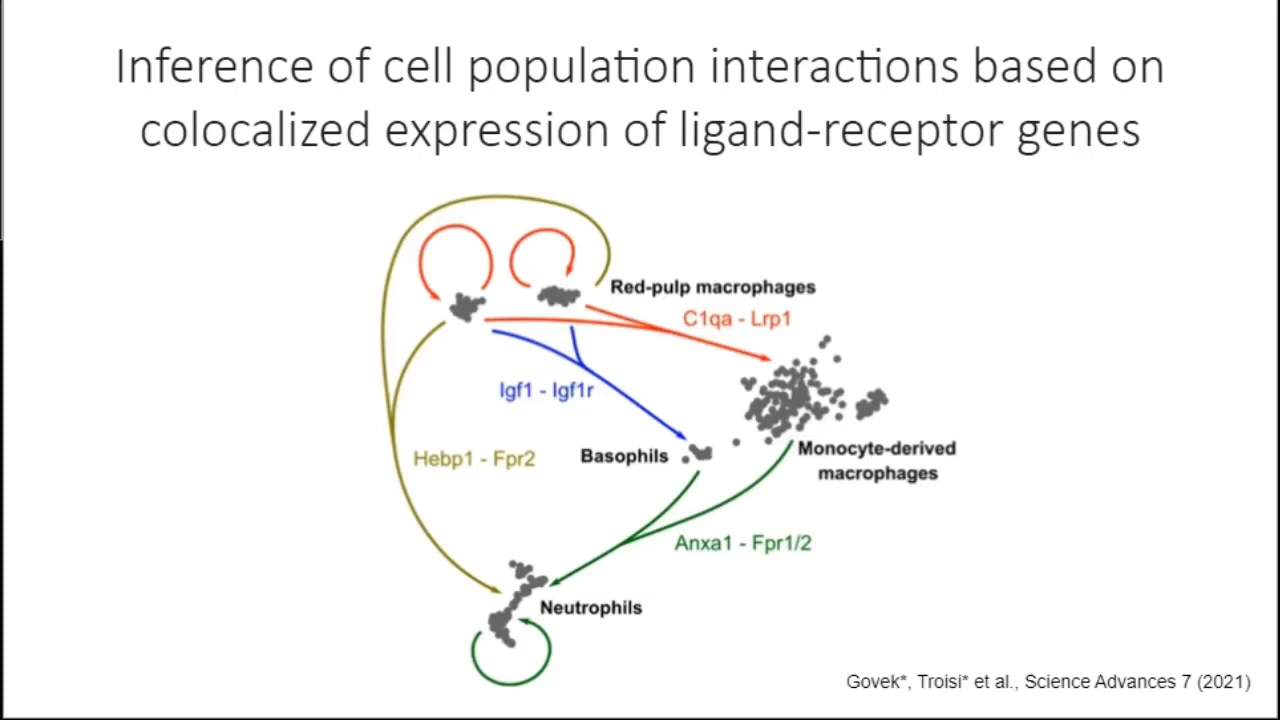 Inference of cell population interactions based on
colocalized expression of ligand-receptor genes
Red-pulp macrophages
C1qa - Lrp1
Igf1 - Igf1r
Hebp1 - Fpr2
Basophils
Monocyte-derived
macrophages
Anxa1 - Fpr1/2
Neutrophils
Govek*, Troisi* et al., Science Advances 7 (2021)